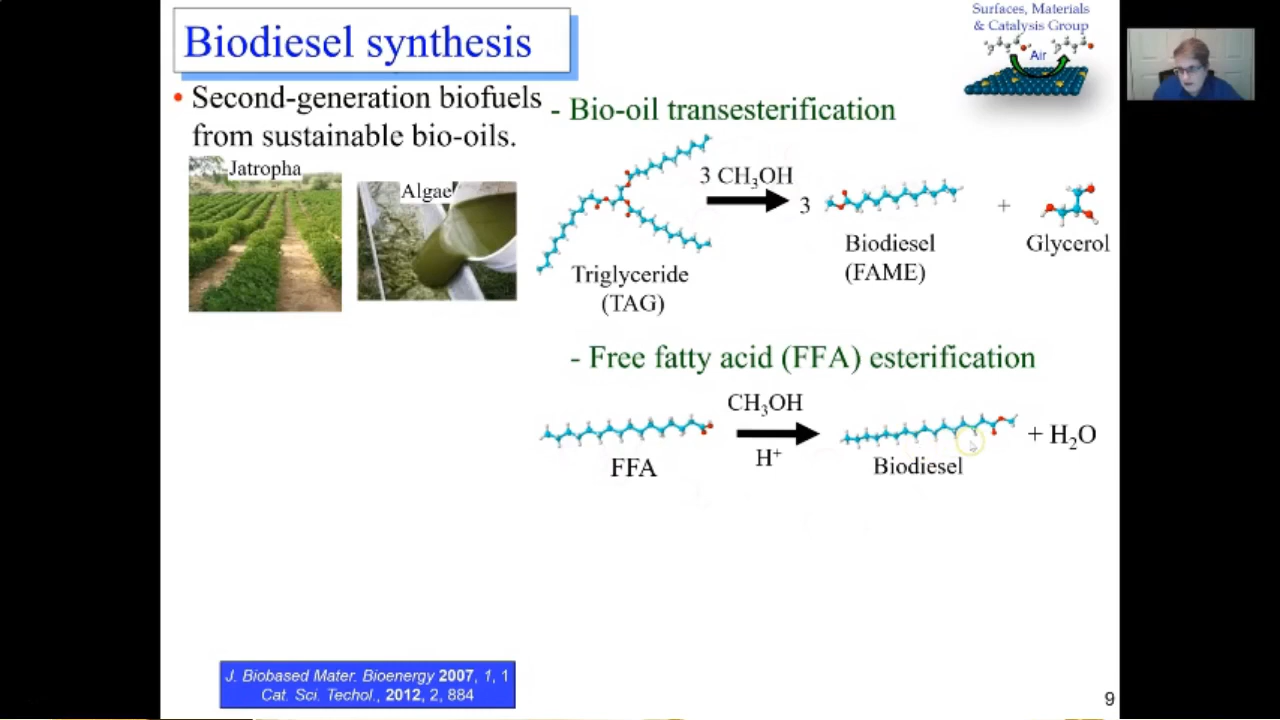 Biodiesel synthesis
Surfaces, Materials
& Catalysis Group
Air
• Second-generation biofuels
from sustainable bio-oils.
Jatropha
Algae
- Bio-oil transesterification
3 CH₃OH
3
+
Biodiesel
(FAME)
Glycerol
Triglyceride
(TAG)
- Free fatty acid (FFA) esterification
CH₃OH
H⁺
+ H₂O
FFA
Biodiesel
J. Biobased Mater. Bioenergy 2007, 1, 1
Cat. Sci. Techol., 2012, 2, 884
9